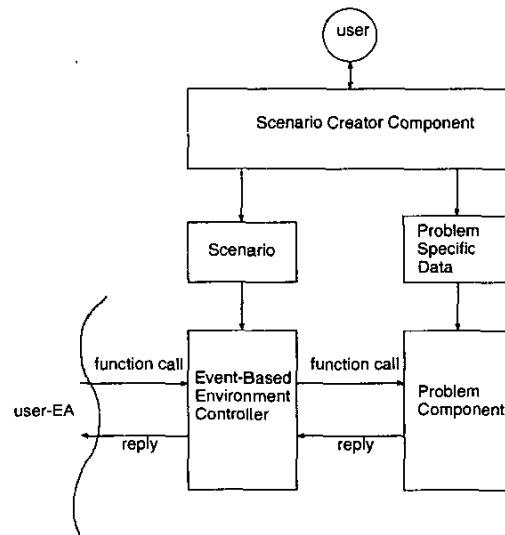 user
Scenario Creator Component
Scenario
Problem
Specific
Data
function call
function call
Event-Based
Environment
Controller
Problem
Component
user-EA
reply
reply